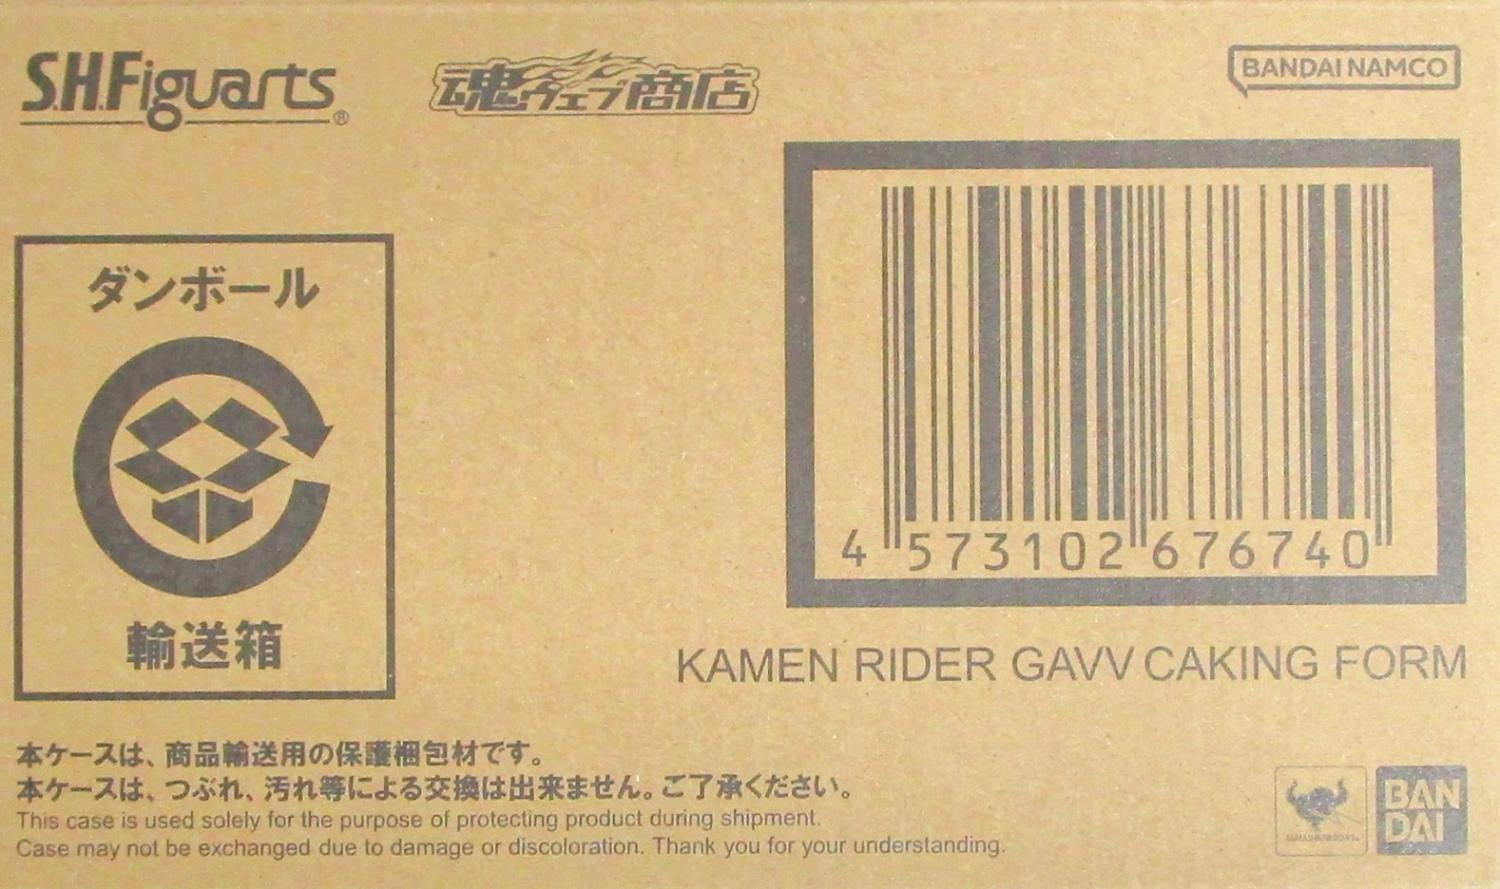 S.H.Figuarts®
魂ウェブ商店
BANDAI NAMCO
ダンボール
輸送箱
4 573102 676740
KAMEN RIDER GAVV CAKING FORM
本ケースは、商品輸送用の保護梱包材です。
本ケースは、つぶれ、汚れ等による交換は出来ません。ご了承ください。
This case is used solely for the purpose of protecting product during shipment.
Case may not be exchanged due to damage or discoloration. Thank you for your understanding.
BAN
DAI